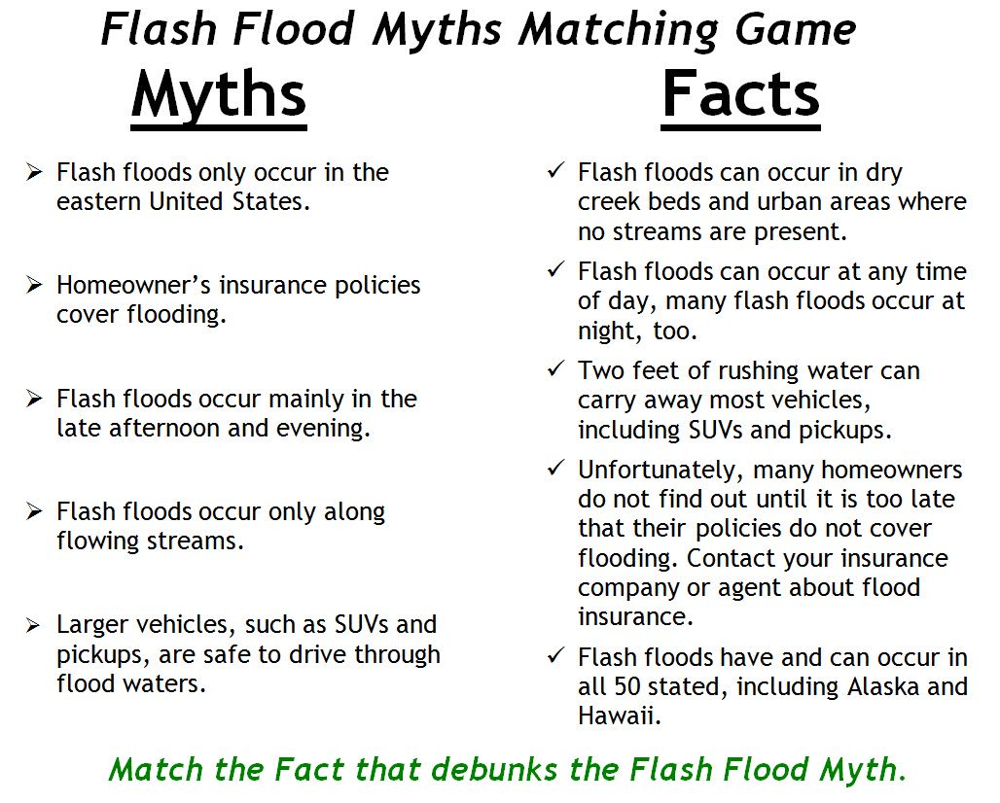 Flash Flood Myths Matching Game
Myths
Facts
➢ Flash floods only occur in the
eastern United States.
➢ Homeowner’s insurance policies
cover flooding.
➢ Flash floods occur mainly in the
late afternoon and evening.
➢ Flash floods occur only along
flowing streams.
➢ Larger vehicles, such as SUVs and
pickups, are safe to drive through
flood waters.
✓ Flash floods can occur in dry
creek beds and urban areas where
no streams are present.
✓ Flash floods can occur at any time
of day, many flash floods occur at
night, too.
✓ Two feet of rushing water can
carry away most vehicles,
including SUVs and pickups.
✓ Unfortunately, many homeowners
do not find out until it is too late
that their policies do not cover
flooding. Contact your insurance
company or agent about flood
insurance.
✓ Flash floods have and can occur in
all 50 stated, including Alaska and
Hawaii.
Match the Fact that debunks the Flash Flood Myth.